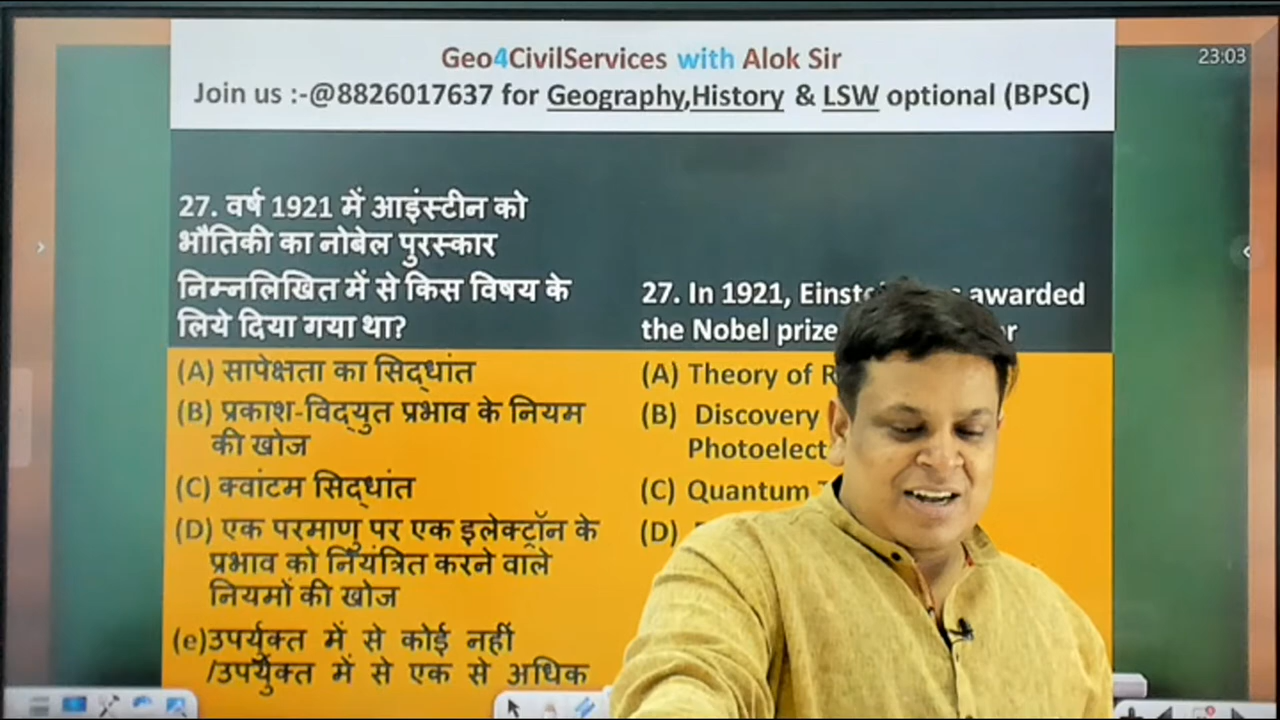 Geo4CivilServices with Alok Sir
Join us :-@8826017637 for Geography,History & LSW optional (BPSC)
23:03
27. वर्ष 1921 में आइंस्टीन को
भौतिकी का नोबेल पुरस्कार
निम्नलिखित में से किस विषय के
लिये दिया गया था?
(A) सापेक्षता का सिद्धांत
(B) प्रकाश-विद्युत प्रभाव के नियम
की खोज
(C) क्वांटम सिद्धांत
(D) एक परमाणु पर एक इलेक्ट्रॉन के
प्रभाव को नियंत्रित करने वाले
नियमों की खोज
(e)उपर्युक्त में से कोई नहीं
/उपर्युक्त में से एक से अधिक
27. In 1921, awarded
the Nobel prize
(A) Theory of
(B) Discovery
(C) Quantum
(D)